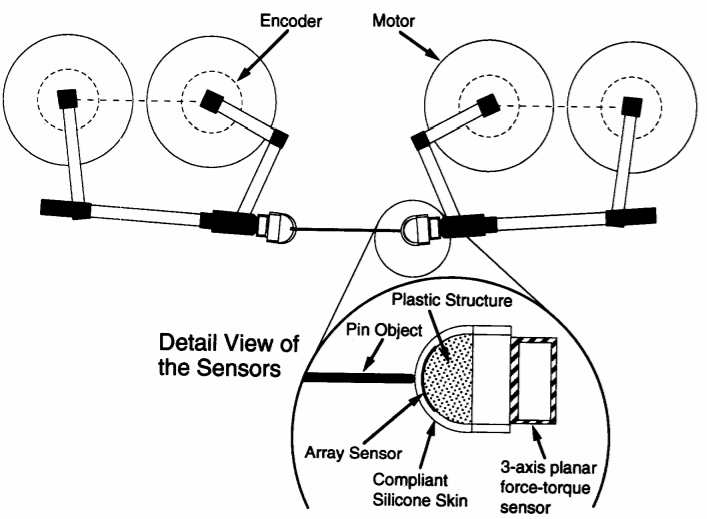 Encoder
Motor
Detail View of
the Sensors
Plastic Structure
Pin Object
Array Sensor
Compliant
Silicone Skin
3-axis planar
force-torque
sensor